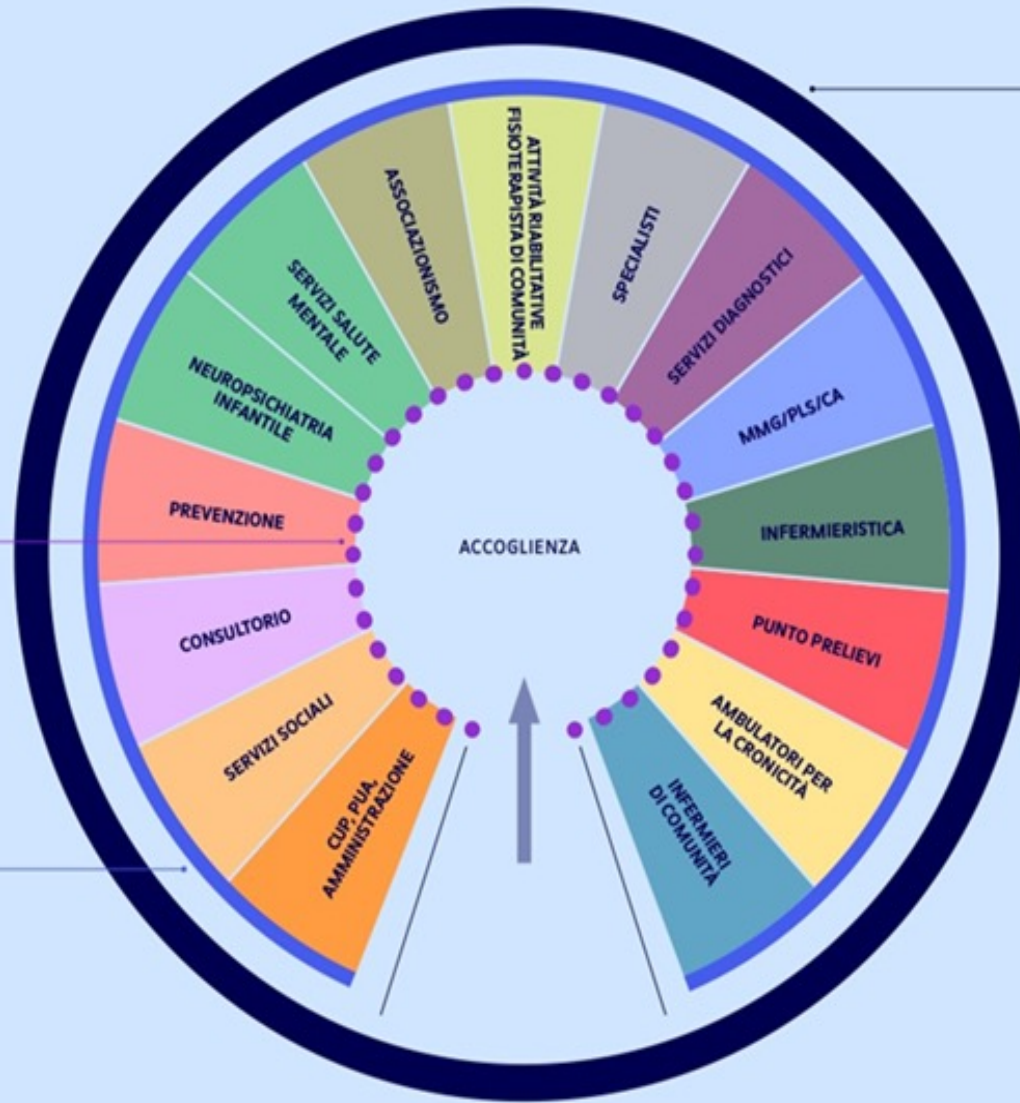 ATTIVITÀ RIABILITATIVE
FISIOTERAPISTA DI COMUNITÀ
SPECIALISTI
SERVIZI DIAGNOSTICI
MMG/PLS/CA
INFERMIERISTICA
PUNTO PRELIEVI
AMBULATORI PER
LA CRONICITÀ
INFERMIERI
DI COMUNITÀ
CUP, PUA,
AMMINISTRAZIONE
SERVIZI SOCIALI
CONSULTORIO
PREVENZIONE
NEUROPSICHIATRIA
INFANTILE
SERVIZI SALUTE
MENTALE
ASSOCIAZIONISMO
ACCOGLIENZA